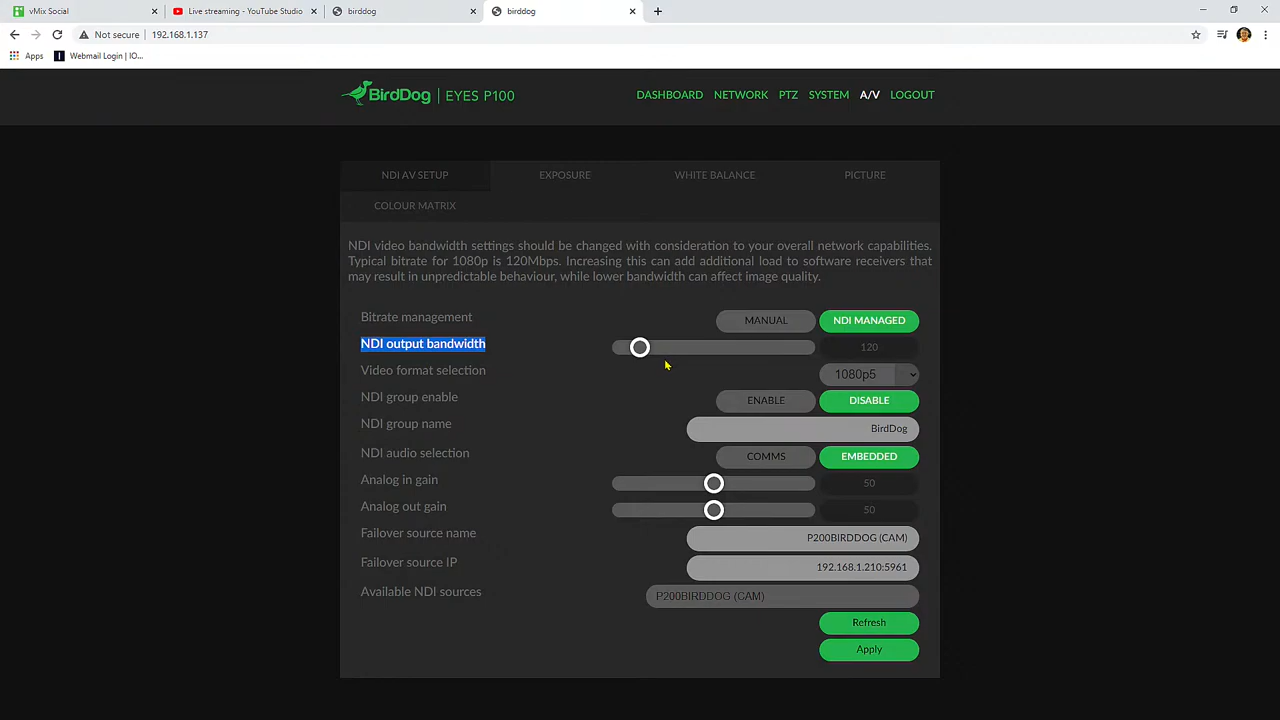 vMix Social
Live streaming - YouTube Studio
birddog
birddog
Not secure
192.168.1.137
Apps
Webmail Login | IO...
BirdDog | EYES P100
DASHBOARD NETWORK PTZ SYSTEM A/V LOGOUT
NDI AV SETUP EXPOSURE WHITE BALANCE PICTURE
COLOUR MATRIX
NDI video bandwidth settings should be changed with consideration to your overall network capabilities.
Typical bitrate for 1080p is 120Mbps. Increasing this can add additional load to software receivers that
may result in unpredictable behaviour, while lower bandwidth can affect image quality.
Bitrate management MANUAL NDI MANAGED
NDI output bandwidth 120
Video format selection 1080p5
NDI group enable ENABLE DISABLE
NDI group name BirdDog
NDI audio selection COMMS EMBEDDED
Analog in gain 50
Analog out gain 50
Failover source name P200BIRDDOG (CAM)
Failover source IP 192.168.1.210:5961
Available NDI sources P200BIRDDOG (CAM)
Refresh
Apply